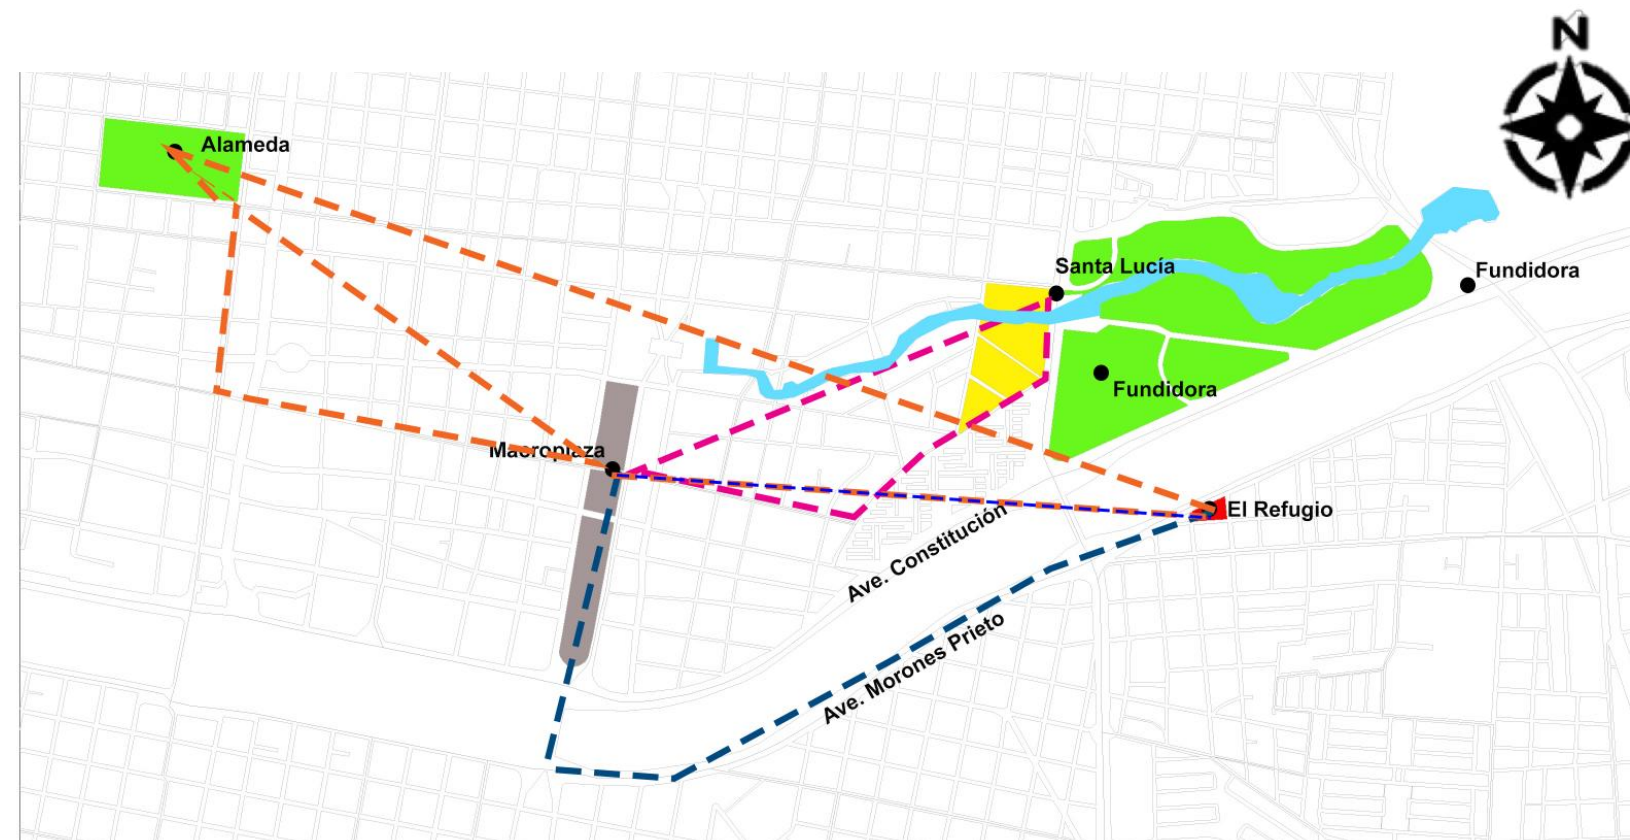 N
Alameda
Santa Lucía
Fundidora
Fundidora
Macroplaza
El Refugio
Ave. Constitución
Ave. Morones Prieto